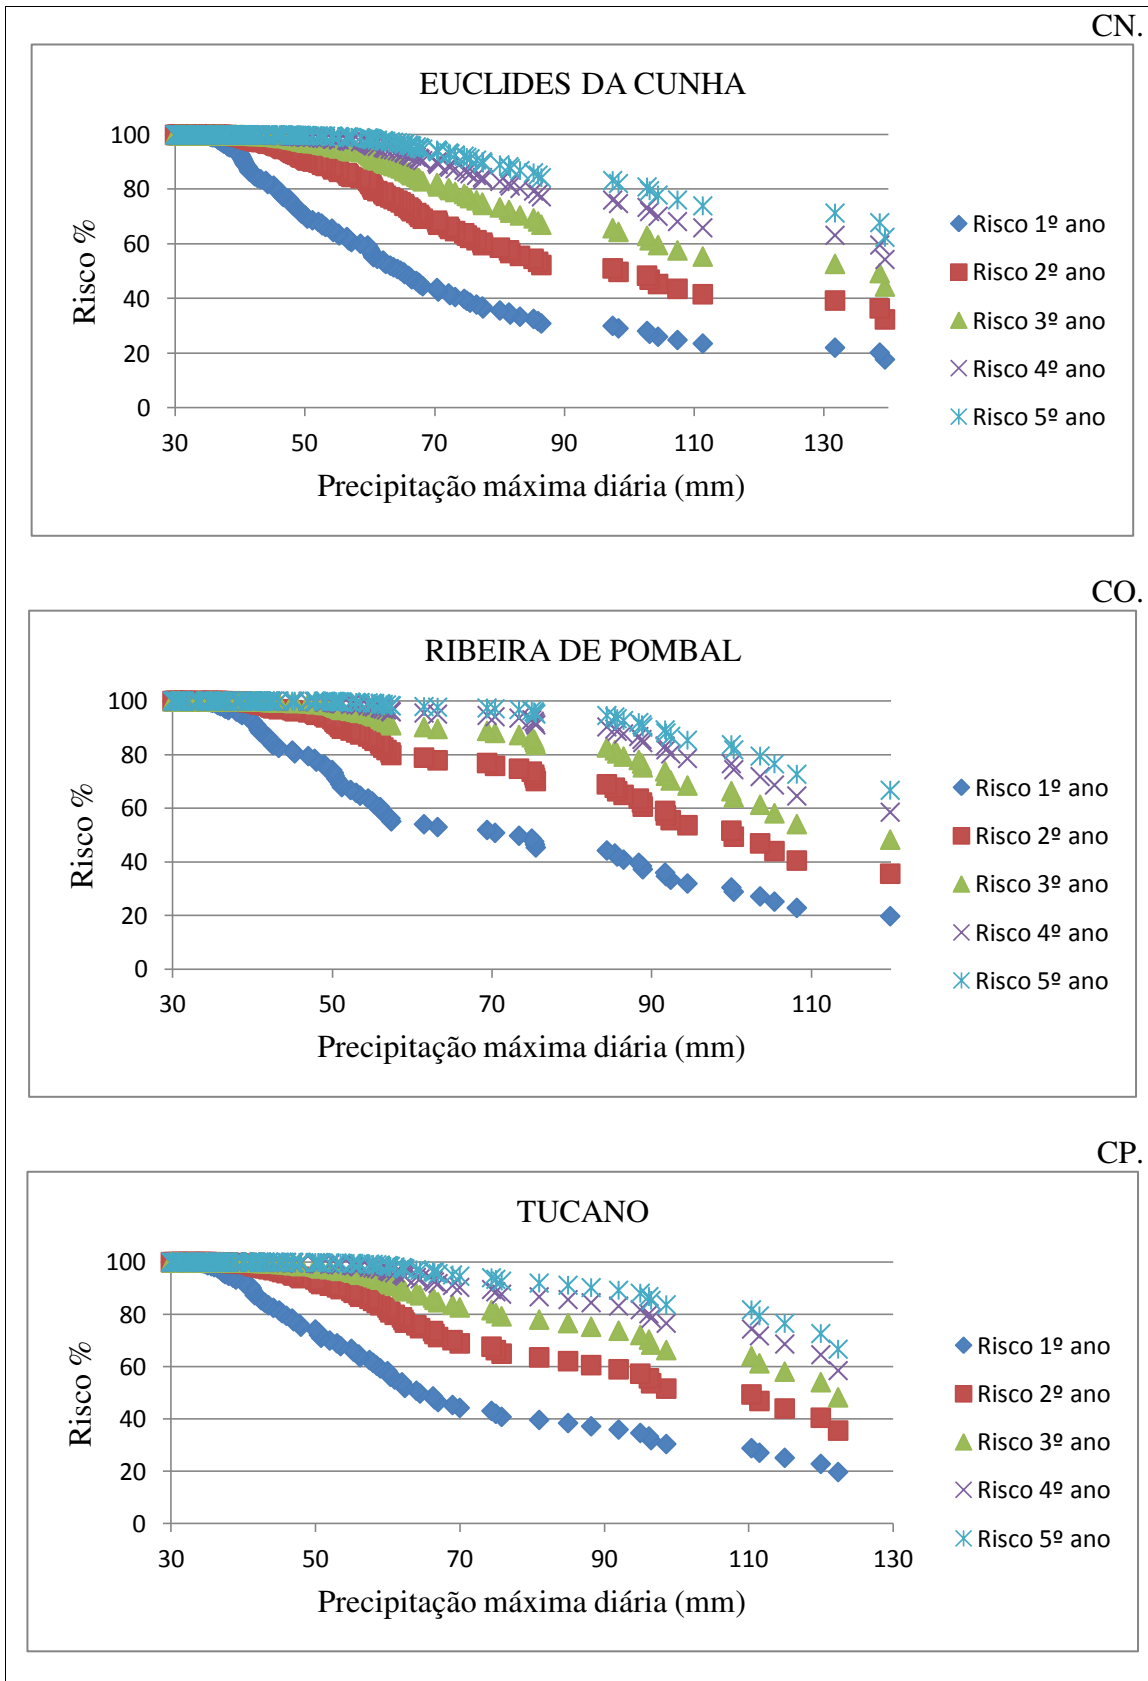 CN.
EUCLIDES DA CUNHA
100
80
60
40
20
0
Risco %
30 50 70 90 110 130
Precipitação máxima diária (mm)
Risco 1º ano
Risco 2º ano
Risco 3º ano
Risco 4º ano
Risco 5º ano
CO.
RIBEIRA DE POMBAL
100
80
60
40
20
0
Risco %
30 50 70 90 110
Precipitação máxima diária (mm)
Risco 1º ano
Risco 2º ano
Risco 3º ano
Risco 4º ano
Risco 5º ano
CP.
TUCANO
100
80
60
40
20
0
Risco %
30 50 70 90 110 130
Precipitação máxima diária (mm)
Risco 1º ano
Risco 2º ano
Risco 3º ano
Risco 4º ano
Risco 5º ano